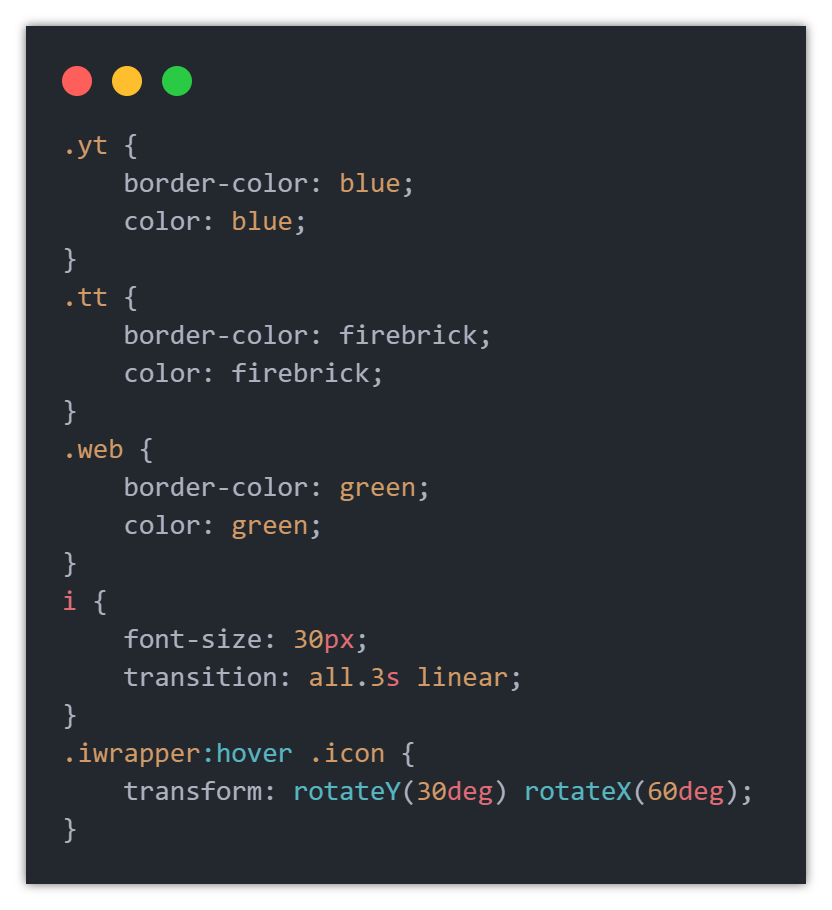 .yt {
    border-color: blue;
    color: blue;
}
.tt {
    border-color: firebrick;
    color: firebrick;
}
.web {
    border-color: green;
    color: green;
}
i {
    font-size: 30px;
    transition: all.3s linear;
}
.iwrapper:hover .icon {
    transform: rotateY(30deg) rotateX(60deg);
}